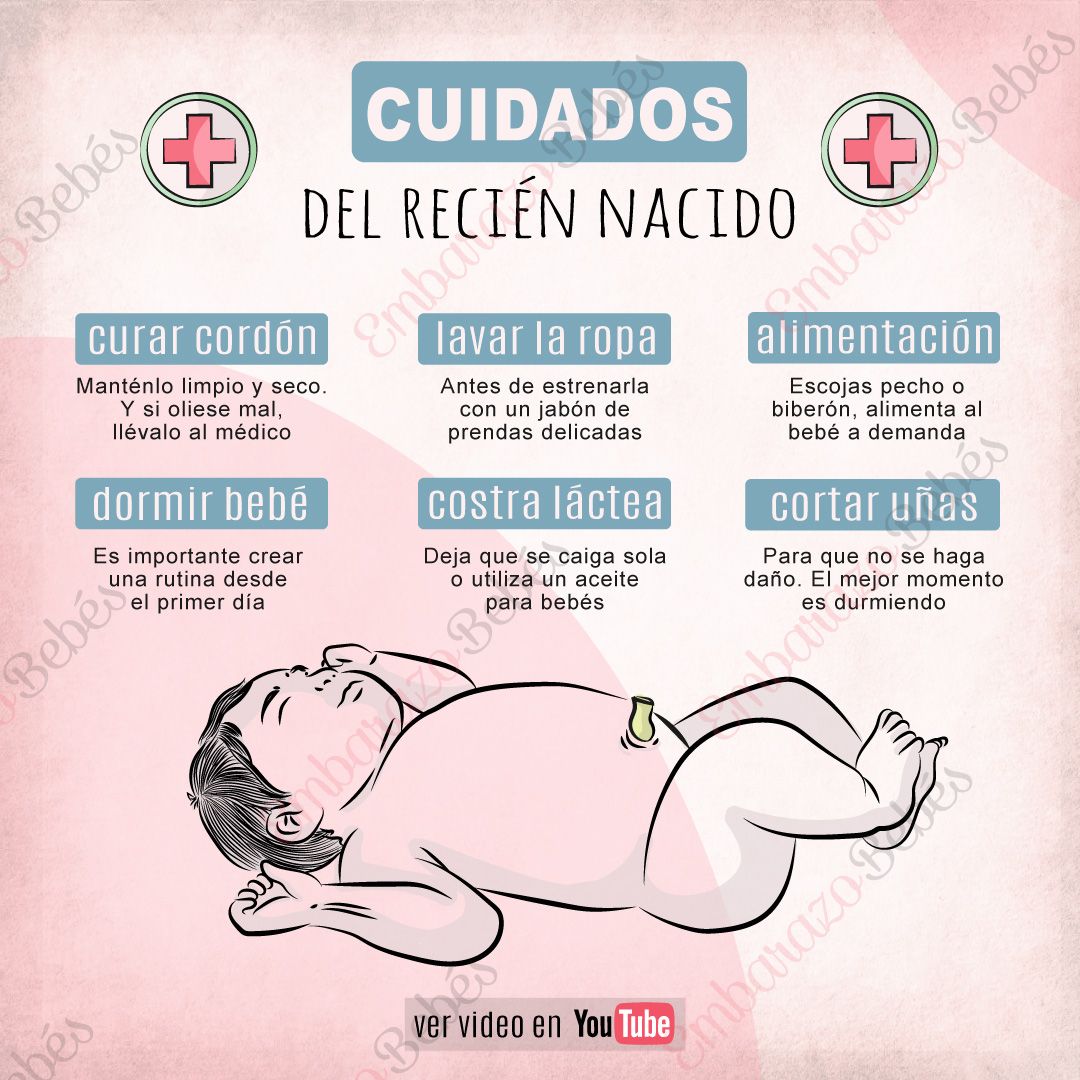 CUIDADOS
DEL RECIÉN NACIDO
curar cordón
Manténlo limpio y seco.
Y si oliese mal,
llévalo al médico
lavar la ropa
Antes de estrenarla
con un jabón de
prendas delicadas
alimentación
Escojas pecho o
biberón, alimenta al
bebé a demanda
dormir bebé
Es importante crear
una rutina desde
el primer día
costra láctea
Deja que se caiga sola
o utiliza un aceite
para bebés
cortar uñas
Para que no se haga
daño. El mejor momento
es durmiendo
ver video en YouTube
Embarazo Bebés